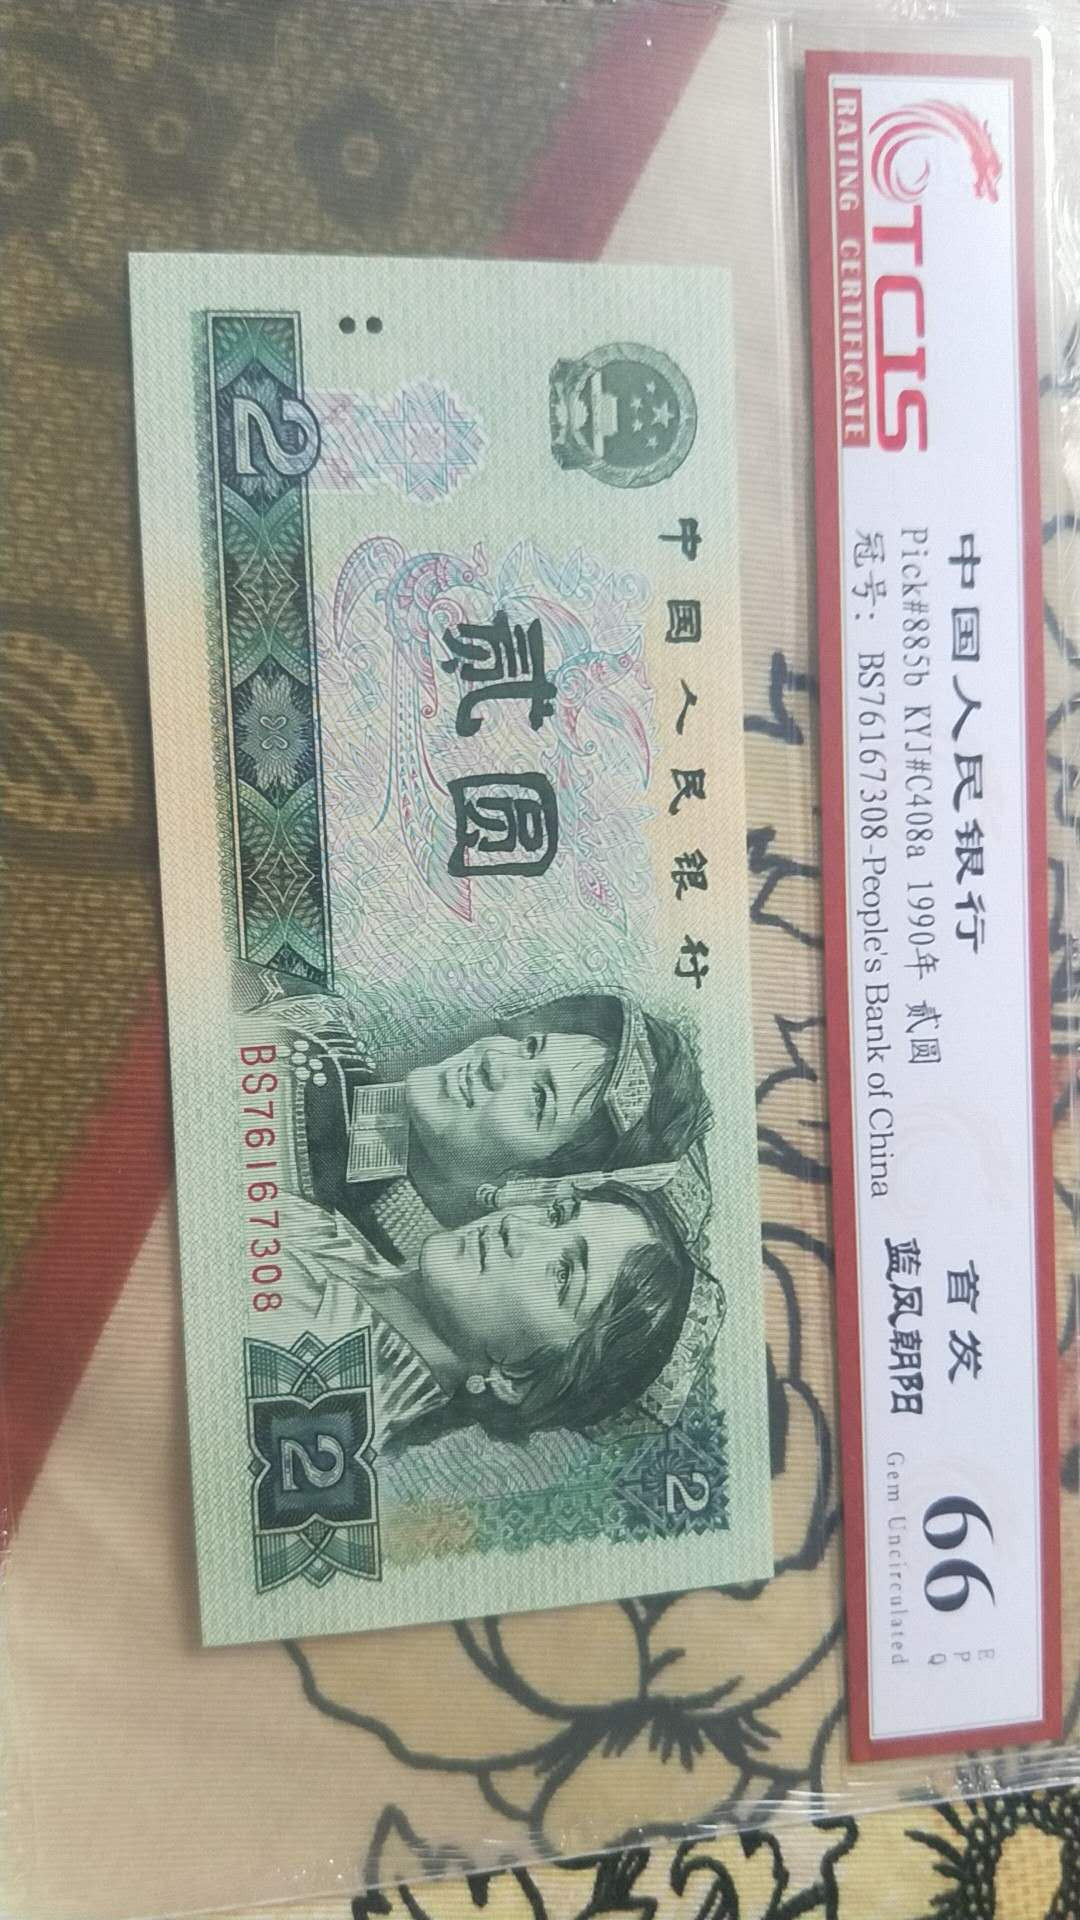 TCIS
RATING CERTIFICATE
中国人民银行
Pick#885b KYJ#C408a 1990年 贰圆
冠号: BS76167308-People's Bank of China
首发
蓝凤朝阳
66
EPQ
Gem Uncirculated
中国人民银行
贰圆
2
BS76167308
2
2